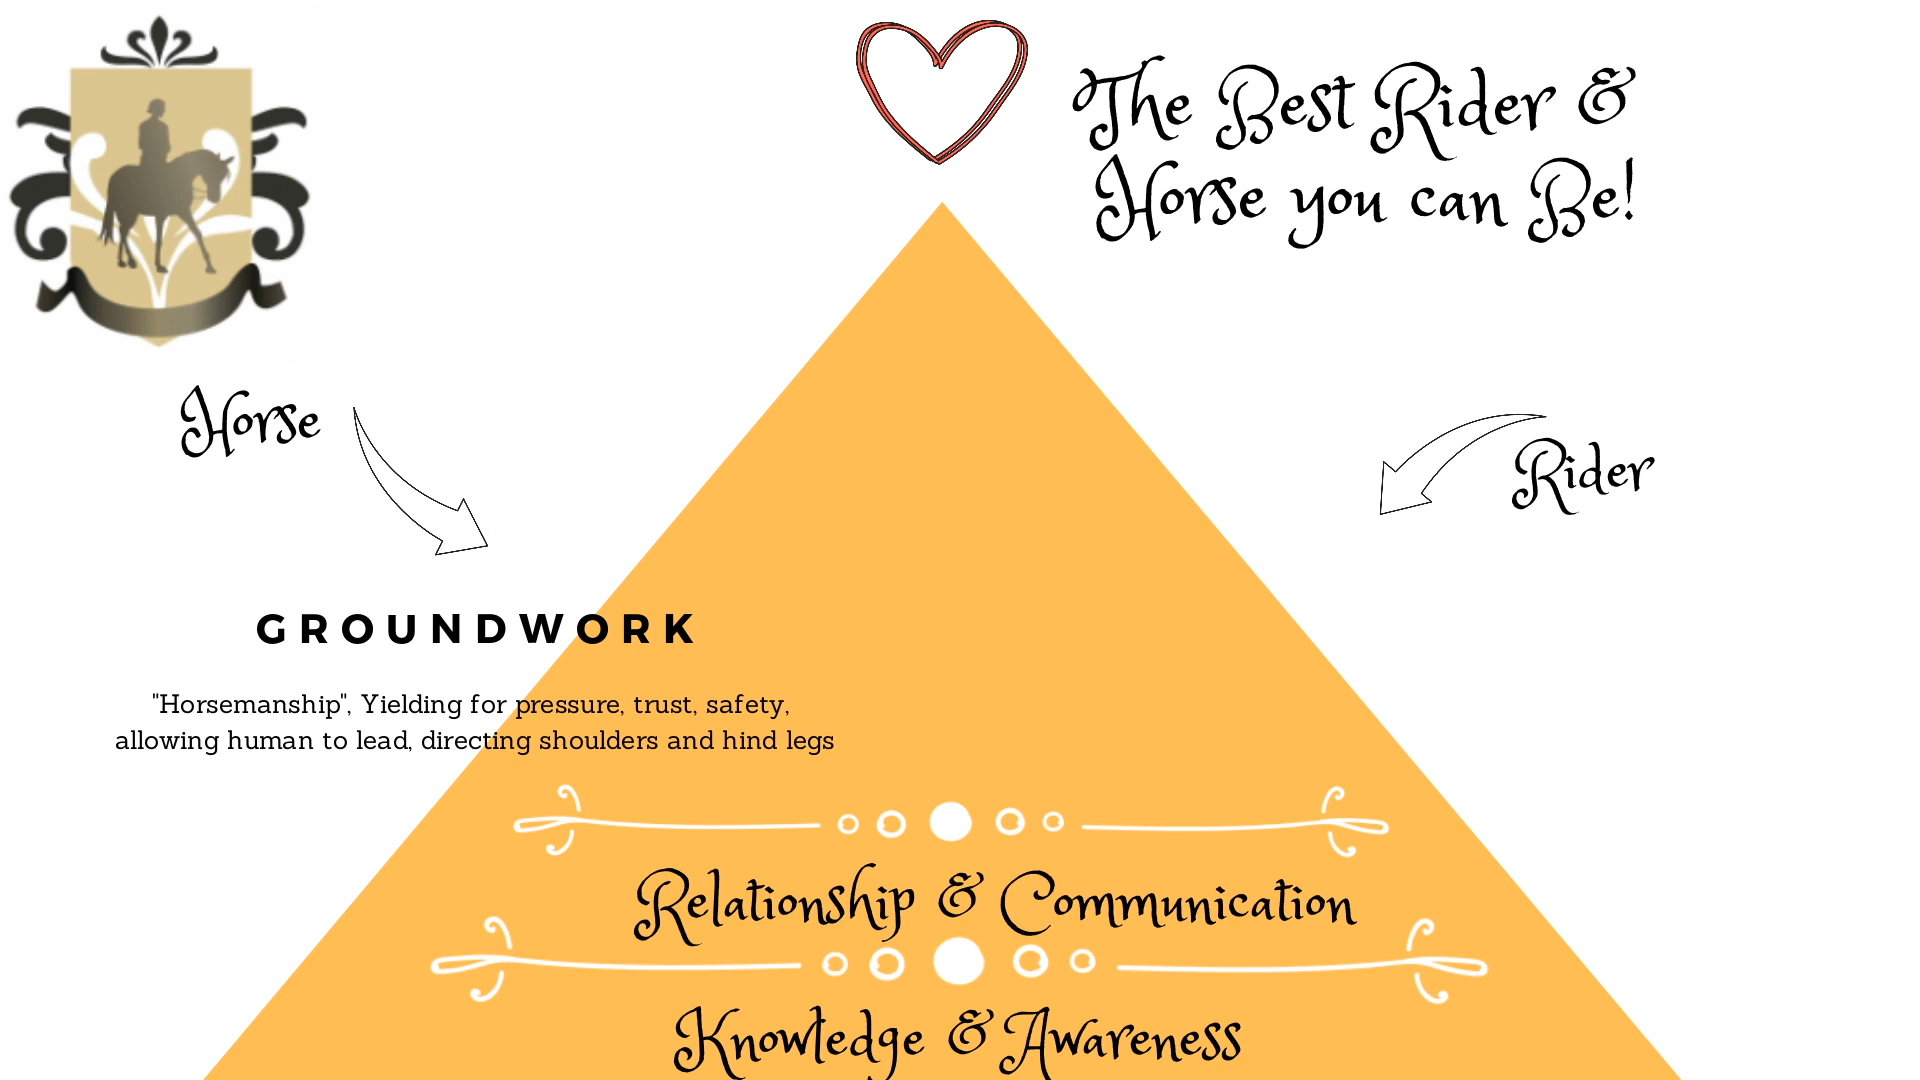 The Best Rider &
Horse you can Be!
Horse
Rider
GROUNDWORK
"Horsemanship", Yielding for pressure, trust, safety,
allowing human to lead, directing shoulders and hind legs
Relationship & Communication
Knowledge & Awareness